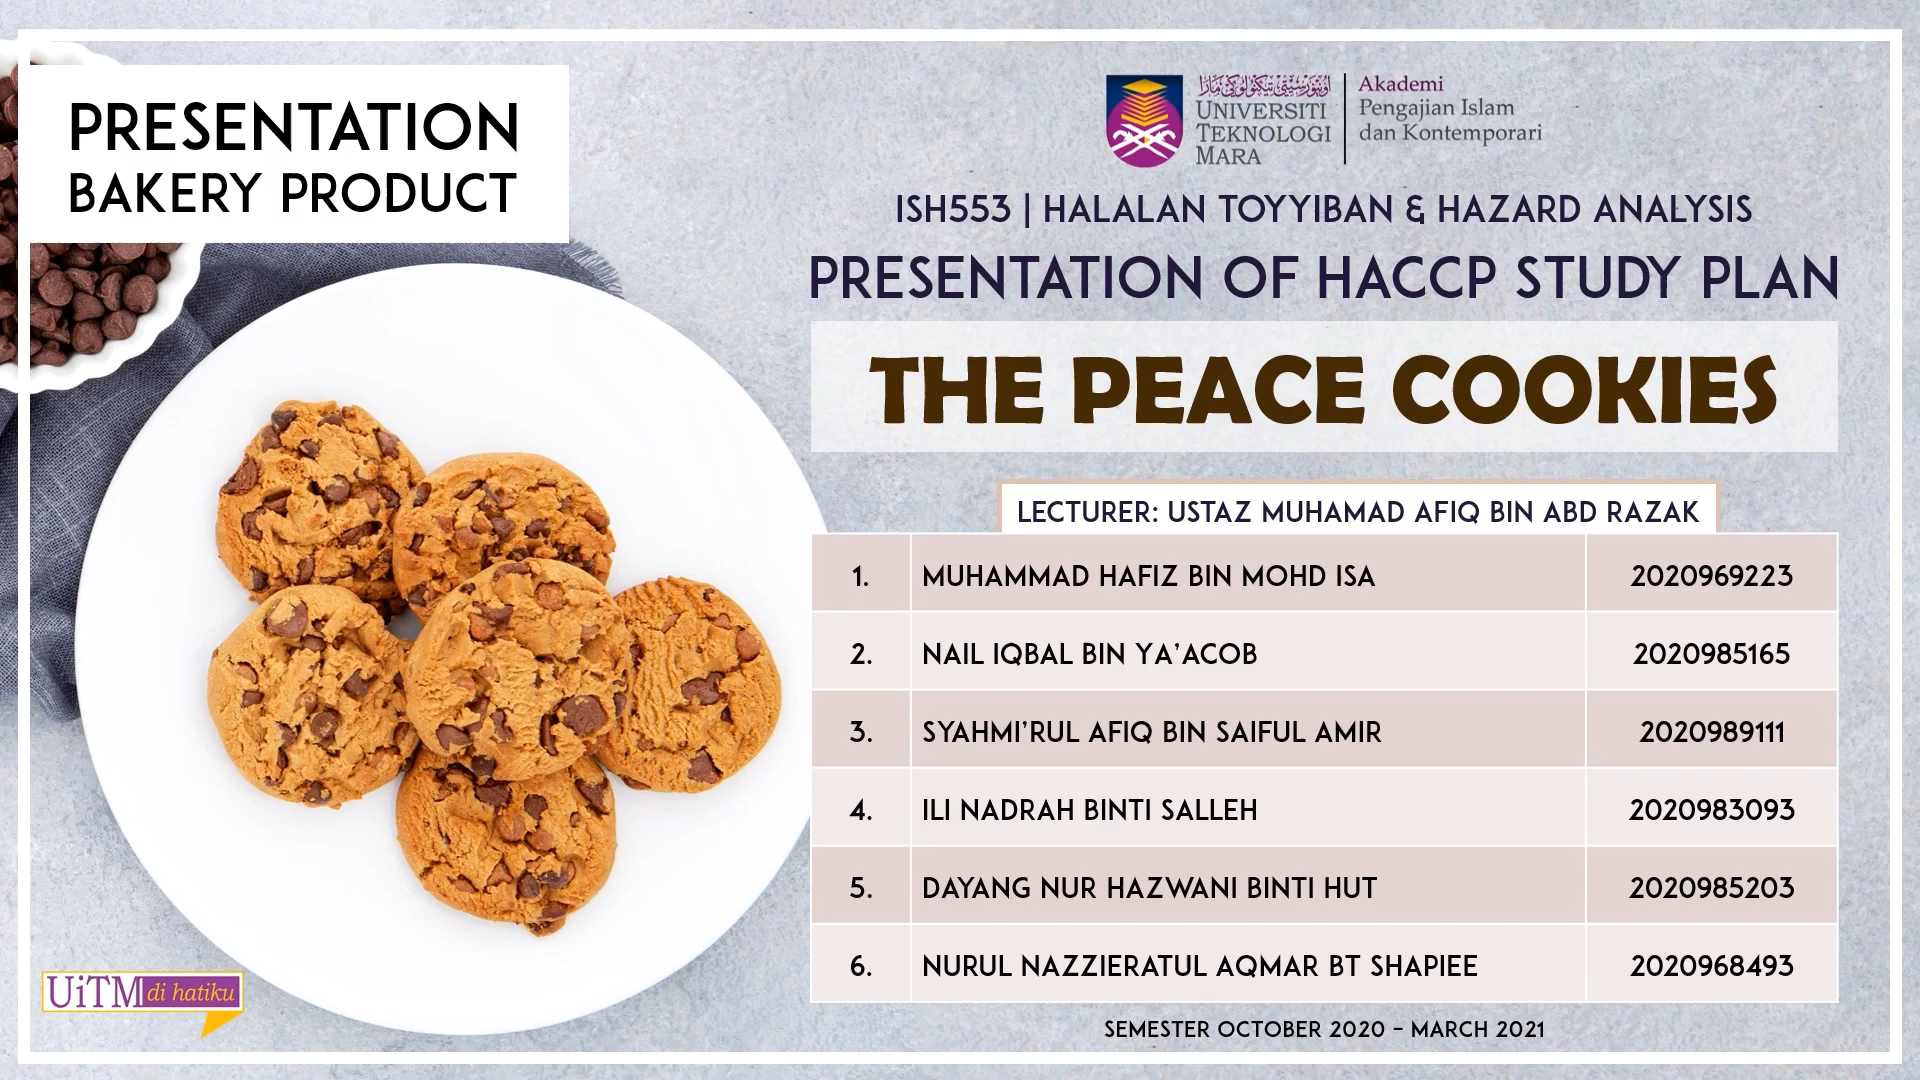 PRESENTATION
BAKERY PRODUCT
اونيۏرسيتي تيکنولوݢي مارا
UNIVERSITI
TEKNOLOGI
MARA
Akademi
Pengajian Islam
dan Kontemporari
ISH553 | HALALAN TOYYIBAN & HAZARD ANALYSIS
PRESENTATION OF HACCP STUDY PLAN
THE PEACE COOKIES
LECTURER: USTAZ MUHAMAD AFIQ BIN ABD RAZAK
1. MUHAMMAD HAFIZ BIN MOHD ISA 2020969223
2. NAIL IQBAL BIN YA'ACOB 2020985165
3. SYAHMI'RUL AFIQ BIN SAIFUL AMIR 2020989111
4. ILI NADRAH BINTI SALLEH 2020983093
5. DAYANG NUR HAZWANI BINTI HUT 2020985203
6. NURUL NAZZIERATUL AQMAR BT SHAPIEE 2020968493
SEMESTER OCTOBER 2020 - MARCH 2021
UiTM di hatiku